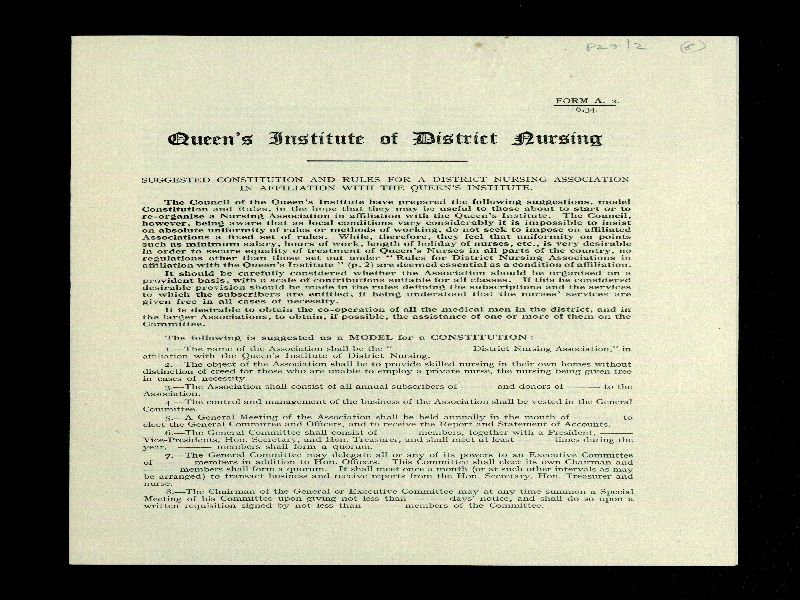 P22/2 (6)
FORM A. 2.
6.34.
Queen's Institute of District Nursing
SUGGESTED CONSTITUTION AND RULES FOR A DISTRICT NURSING ASSOCIATION
IN AFFILIATION WITH THE QUEEN'S INSTITUTE.
The Council of the Queen's Institute have prepared the following suggestions, model
Constitution and Rules, in the hope that they may be useful to those about to start or to
re-organise a Nursing Association in affiliation with the Queen's Institute. The Council,
however, being aware that as local conditions vary considerably it is impossible to insist
on absolute uniformity of rules or methods of working, do not seek to impose on affiliated
Associations a fixed set of rules. While, therefore, they feel that uniformity on points
such as minimum salary, hours of work, length of holiday of nurses, etc., is very desirable
in order to secure equality of treatment of Queen's Nurses in all parts of the country, no
regulations other than those set out under "Rules for District Nursing Associations in
affiliation with the Queen's Institute" (p. 2) are deemed essential as a condition of affiliation.
It should be carefully considered whether the Association should be organised on a
provident basis, with a scale of contributions suitable for all classes. If this be considered
desirable provision should be made in the rules defining the subscriptions and the services
to which the subscribers are entitled, it being understood that the nurses' services are
given free in all cases of necessity.
It is desirable to obtain the co-operation of all the medical men in the district, and in
the larger Associations, to obtain, if possible, the assistance of one or more of them on the
Committee.
The following is suggested as a MODEL for a CONSTITUTION:
1.—The name of the Association shall be the " District Nursing Association," in
affiliation with the Queen's Institute of District Nursing.
2.—The object of the Association shall be to provide skilled nursing in their own homes without
distinction of creed for those who are unable to employ a private nurse, the nursing being given free
in cases of necessity.
3.—The Association shall consist of all annual subscribers of and donors of to the
Association.
4.—The control and management of the business of the Association shall be vested in the General
Committee.
5.—A General Meeting of the Association shall be held annually in the month of to
elect the General Committee and Officers, and to receive the Report and Statement of Accounts.
6.—The General Committee shall consist of members, together with a President,
Vice-Presidents, Hon. Secretary, and Hon. Treasurer, and shall meet at least times during the
year, members shall form a quorum.
7.—The General Committee may delegate all or any of its powers to an Executive Committee
of members in addition to Hon. Officers. This Committee shall elect its own Chairman and
members shall form a quorum. It shall meet once a month (or at such other intervals as may
be arranged) to transact business and receive reports from the Hon. Secretary, Hon. Treasurer and
nurse.
8.—The Chairman of the General or Executive Committee may at any time summon a Special
Meeting of his Committee upon giving not less than days' notice, and shall do so upon a
written requisition signed by not less than members of the Committee.